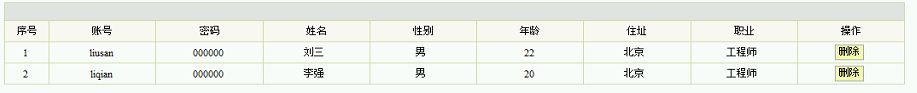 序号 账号 密码 姓名 性别 年龄 住址 职业 操作
1 liusan 000000 刘三 男 22 北京 工程师 删除
2 liqian 000000 李强 男 20 北京 工程师 删除